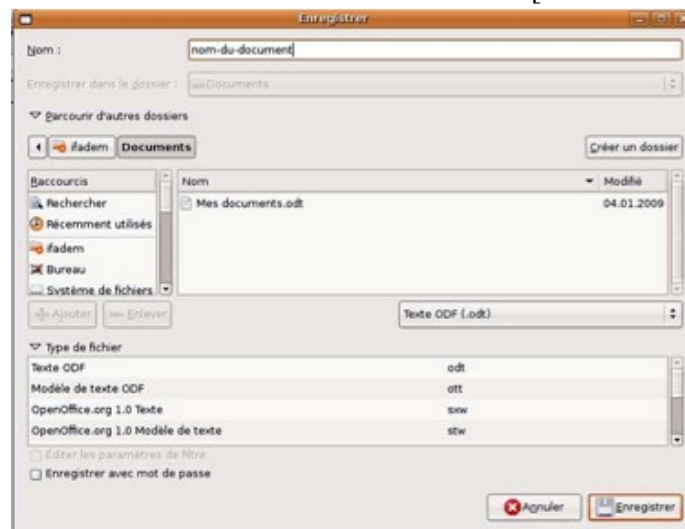 Enregistrer
Nom : nom-du-document
Enregistrer dans le dossier : Documents
Parcourir d'autres dossiers
ifadem Documents Créer un dossier
Raccourcis Nom Modifié
Rechercher Mes documents.odt 04.01.2009
Récemment utilisés
ifadem
Bureau
Système de fichiers
Ajouter Enlever Texte ODF (.odt)
Type de fichier
Texte ODF odt
Modèle de texte ODF ott
OpenOffice.org 1.0 Texte sxw
OpenOffice.org 1.0 Modèle de texte stw
Éditer les paramètres de filtre
Enregistrer avec mot de passe
Annuler Enregistrer